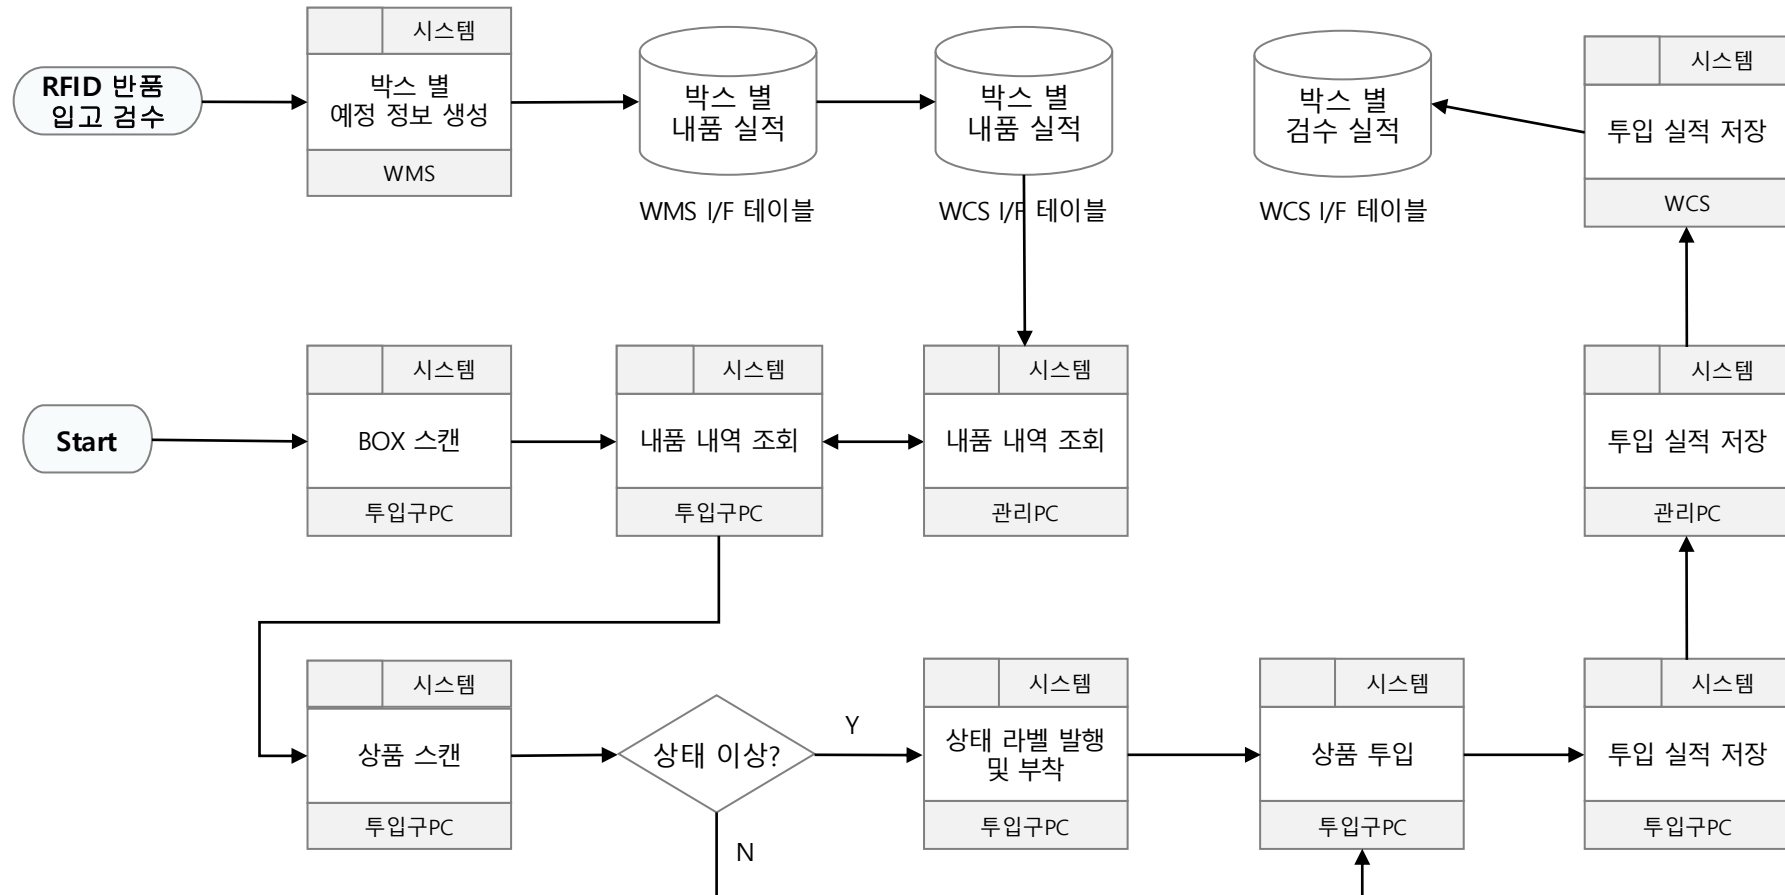 RFID 반품
입고 검수
시스템
박스 별
예정 정보 생성
WMS
박스 별
내품 실적
WMS I/F 테이블
박스 별
내품 실적
WCS I/F 테이블
박스 별
검수 실적
WCS I/F 테이블
시스템
투입 실적 저장
WCS
Start
시스템
BOX 스캔
투입구PC
시스템
내품 내역 조회
투입구PC
시스템
내품 내역 조회
관리PC
시스템
투입 실적 저장
관리PC
시스템
상품 스캔
투입구PC
상태 이상?
Y
N
시스템
상태 라벨 발행
및 부착
투입구PC
시스템
상품 투입
투입구PC
시스템
투입 실적 저장
투입구PC